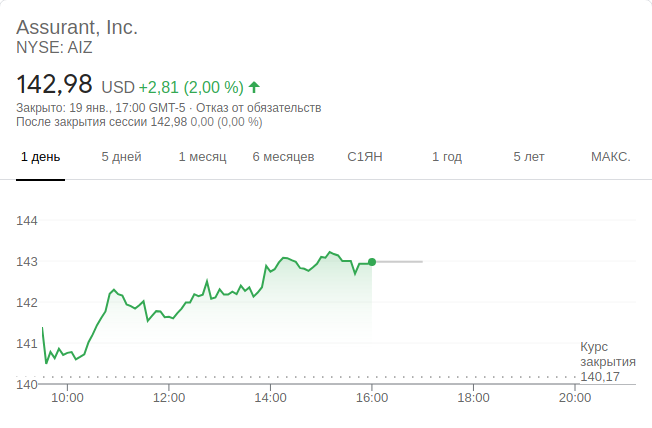 Assurant, Inc.
NYSE: AIZ
142,98 USD +2,81 (2,00 %)
Закрыто: 19 янв., 17:00 GMT-5 · Отказ от обязательств
После закрытия сессии 142,98 0,00 (0,00 %)
1 день 5 дней 1 месяц 6 месяцев С1ЯН 1 год 5 лет МАКС.
144
143
142
141
Курс
закрытия
140,17
140
10:00 12:00 14:00 16:00 18:00 20:00